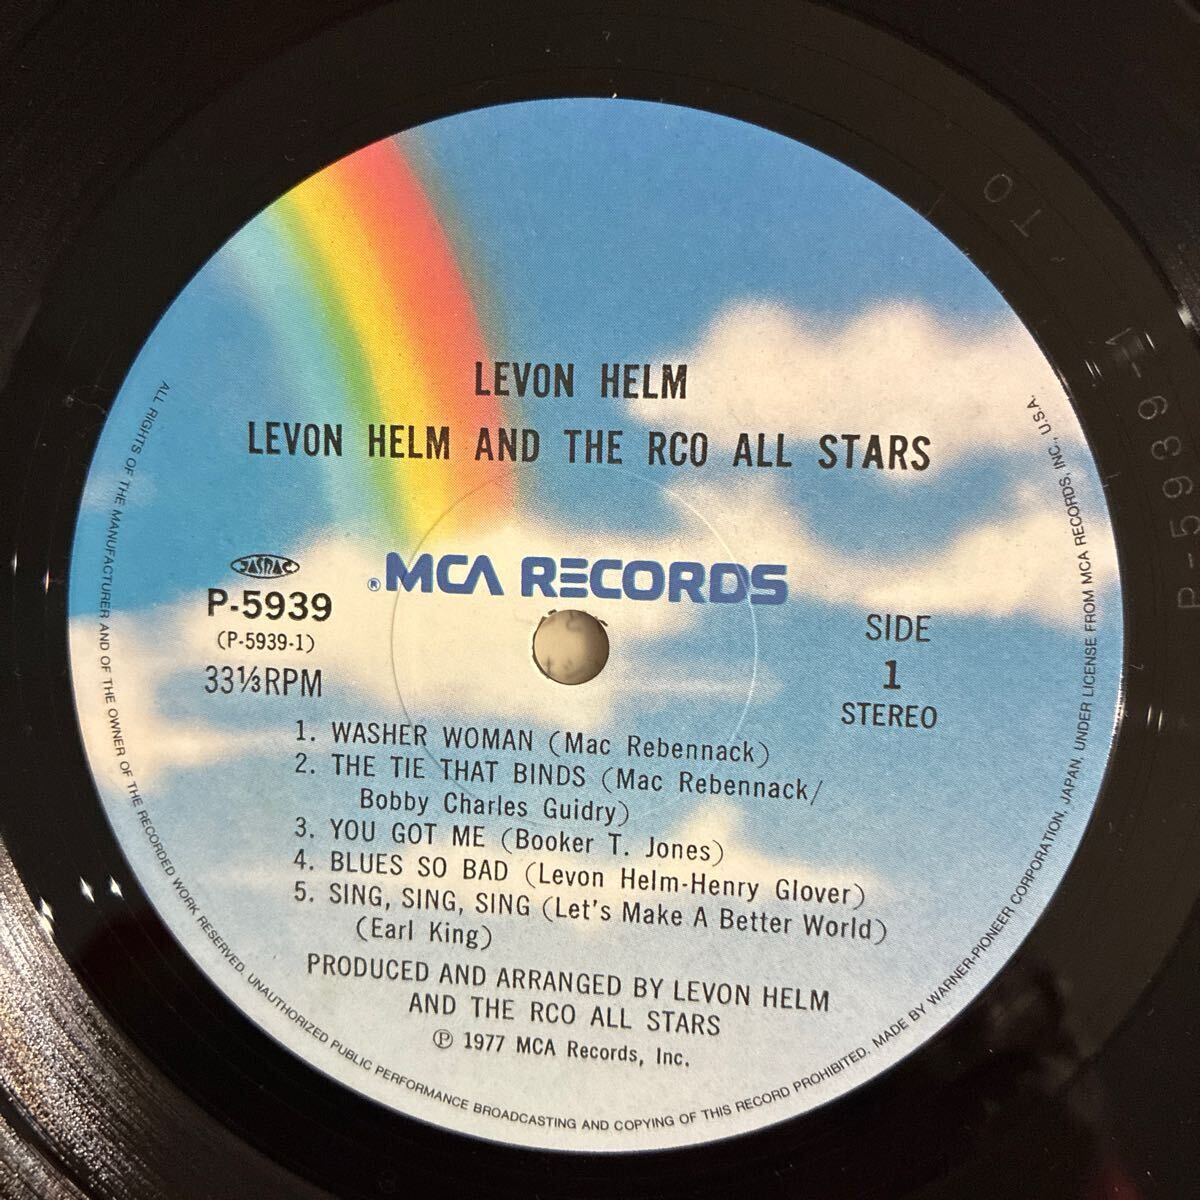 LEVON HELM
LEVON HELM AND THE RCO ALL STARS
JASRAC
® MCA RECORDS
P-5939
(P-5939-1)
33⅓RPM
SIDE
1
STEREO
1. WASHER WOMAN (Mac Rebennack)
2. THE TIE THAT BINDS (Mac Rebennack/
Bobby Charles Guidry)
3. YOU GOT ME (Booker T. Jones)
4. BLUES SO BAD (Levon Helm-Henry Glover)
5. SING, SING, SING (Let's Make A Better World)
(Earl King)
PRODUCED AND ARRANGED BY LEVON HELM
AND THE RCO ALL STARS
℗ 1977 MCA Records, Inc.
ALL RIGHTS OF THE MANUFACTURER AND OF THE OWNER OF THE RECORDED WORK RESERVED. UNAUTHORIZED PUBLIC PERFORMANCE BROADCASTING AND COPYING OF THIS RECORD PROHIBITED. MADE BY WARNER-PIONEER CORPORATION, JAPAN, UNDER LICENSE FROM MCA RECORDS, INC., U.S.A.
P-5939-1
TO